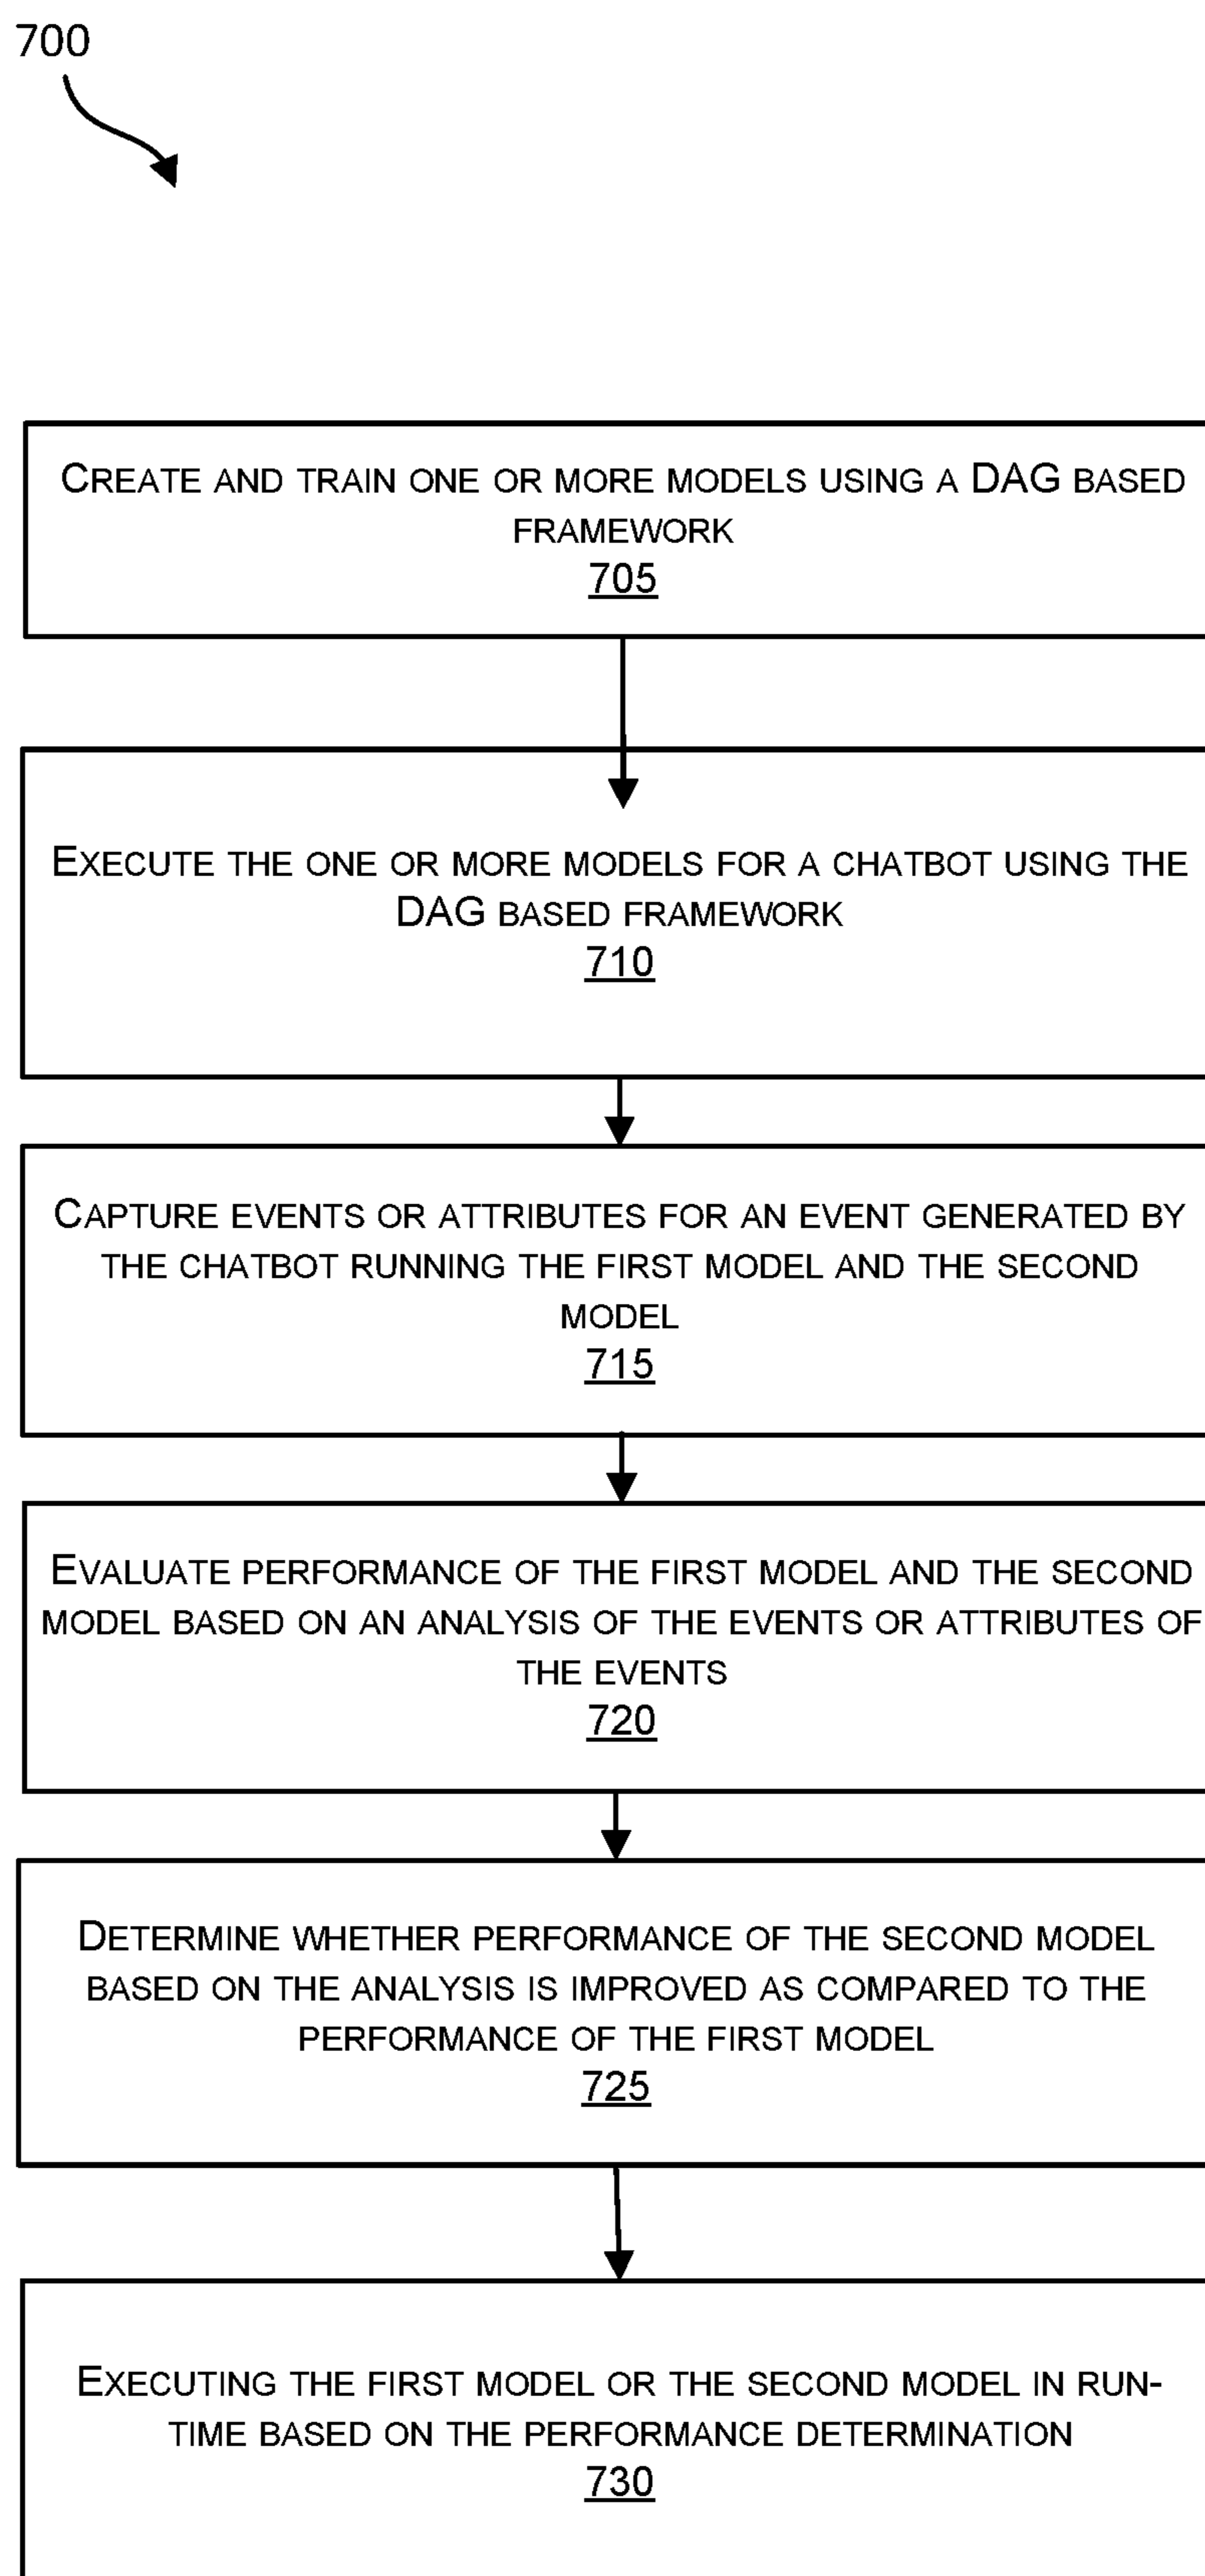 700
CREATE AND TRAIN ONE OR MORE MODELS USING A DAG BASED
FRAMEWORK
705
EXECUTE THE ONE OR MORE MODELS FOR A CHATBOT USING THE
DAG BASED FRAMEWORK
710
CAPTURE EVENTS OR ATTRIBUTES FOR AN EVENT GENERATED BY
THE CHATBOT RUNNING THE FIRST MODEL AND THE SECOND
MODEL
715
EVALUATE PERFORMANCE OF THE FIRST MODEL AND THE SECOND
MODEL BASED ON AN ANALYSIS OF THE EVENTS OR ATTRIBUTES OF
THE EVENTS
720
DETERMINE WHETHER PERFORMANCE OF THE SECOND MODEL
BASED ON THE ANALYSIS IS IMPROVED AS COMPARED TO THE
PERFORMANCE OF THE FIRST MODEL
725
EXECUTING THE FIRST MODEL OR THE SECOND MODEL IN RUN-
TIME BASED ON THE PERFORMANCE DETERMINATION
730